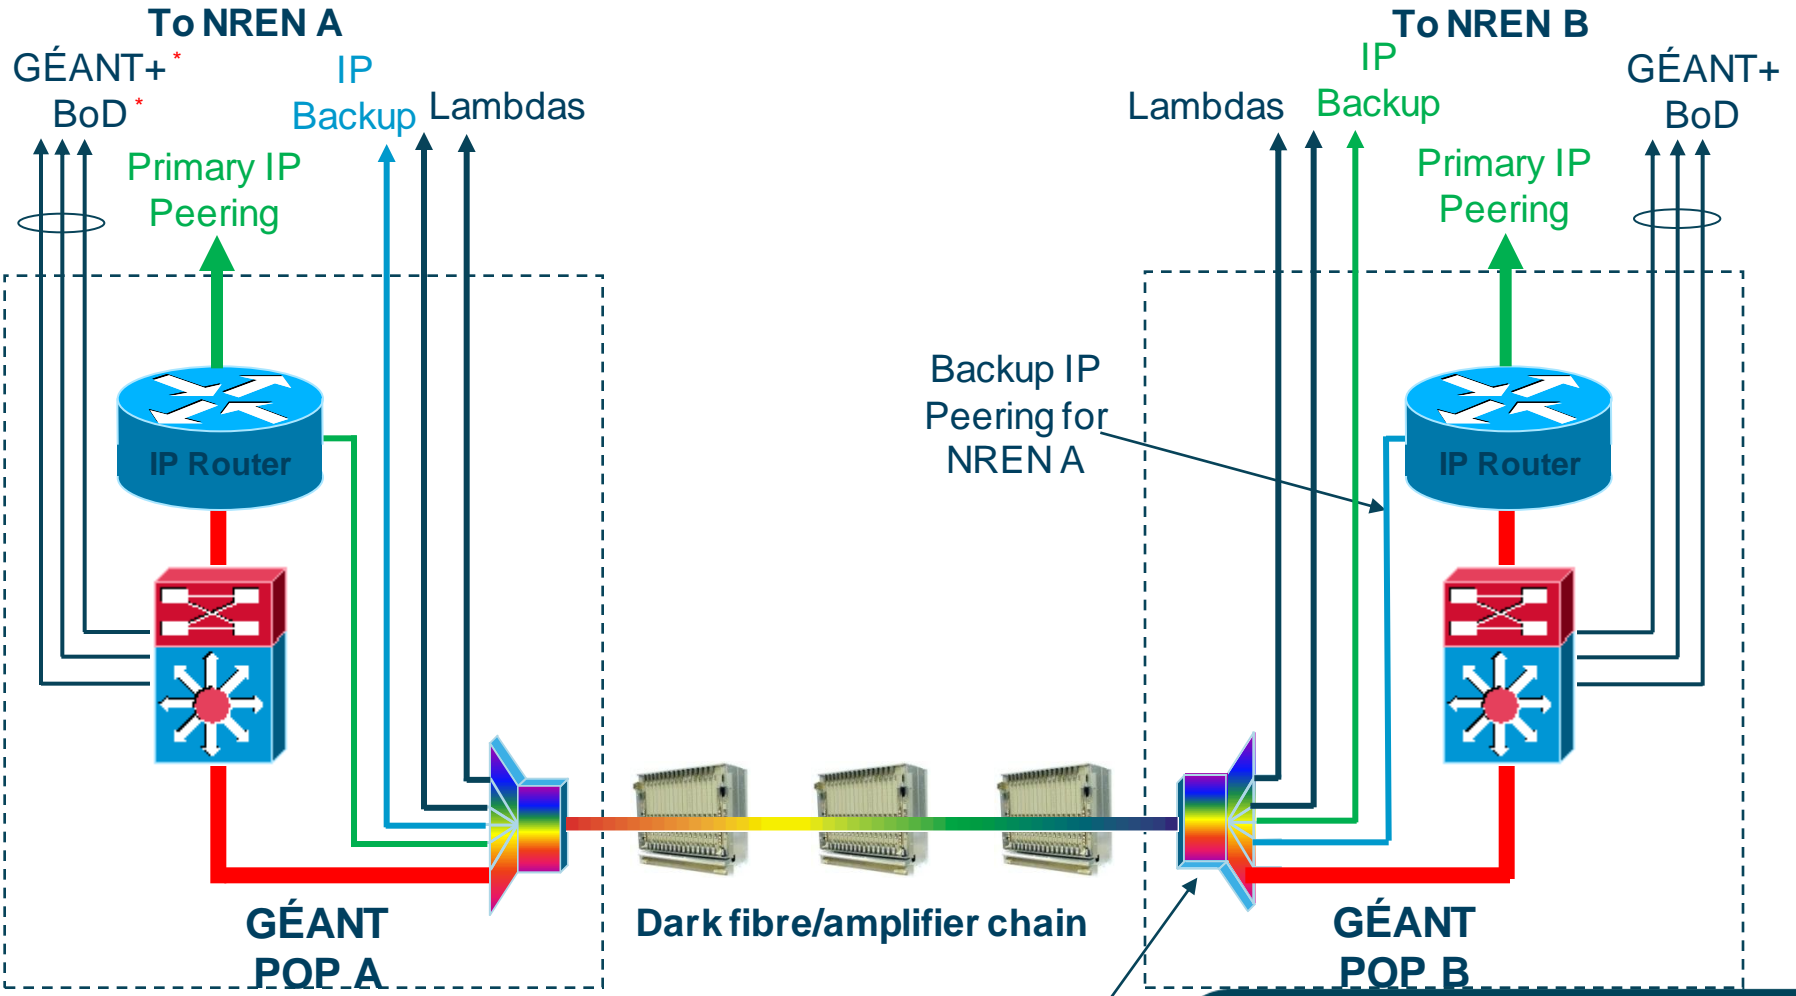 To NREN A
GÉANT+ *
BoD *
IP
Backup
Lambdas
Primary IP
Peering
IP Router
GÉANT
POP A
Dark fibre/amplifier chain
Backup IP
Peering for
NREN A
To NREN B
Lambdas
IP
Backup
GÉANT+
BoD
Primary IP
Peering
IP Router
GÉANT
POP B